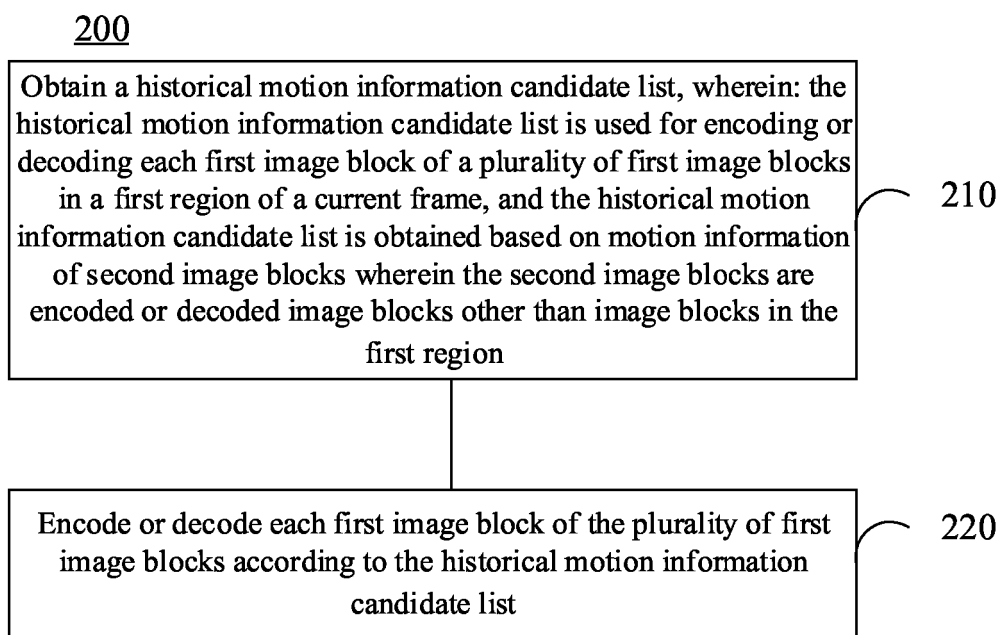 200
Obtain a historical motion information candidate list, wherein: the
historical motion information candidate list is used for encoding or
decoding each first image block of a plurality of first image blocks
in a first region of a current frame, and the historical motion
information candidate list is obtained based on motion information
of second image blocks wherein the second image blocks are
encoded or decoded image blocks other than image blocks in the
first region
210
Encode or decode each first image block of the plurality of first
image blocks according to the historical motion information
candidate list
220